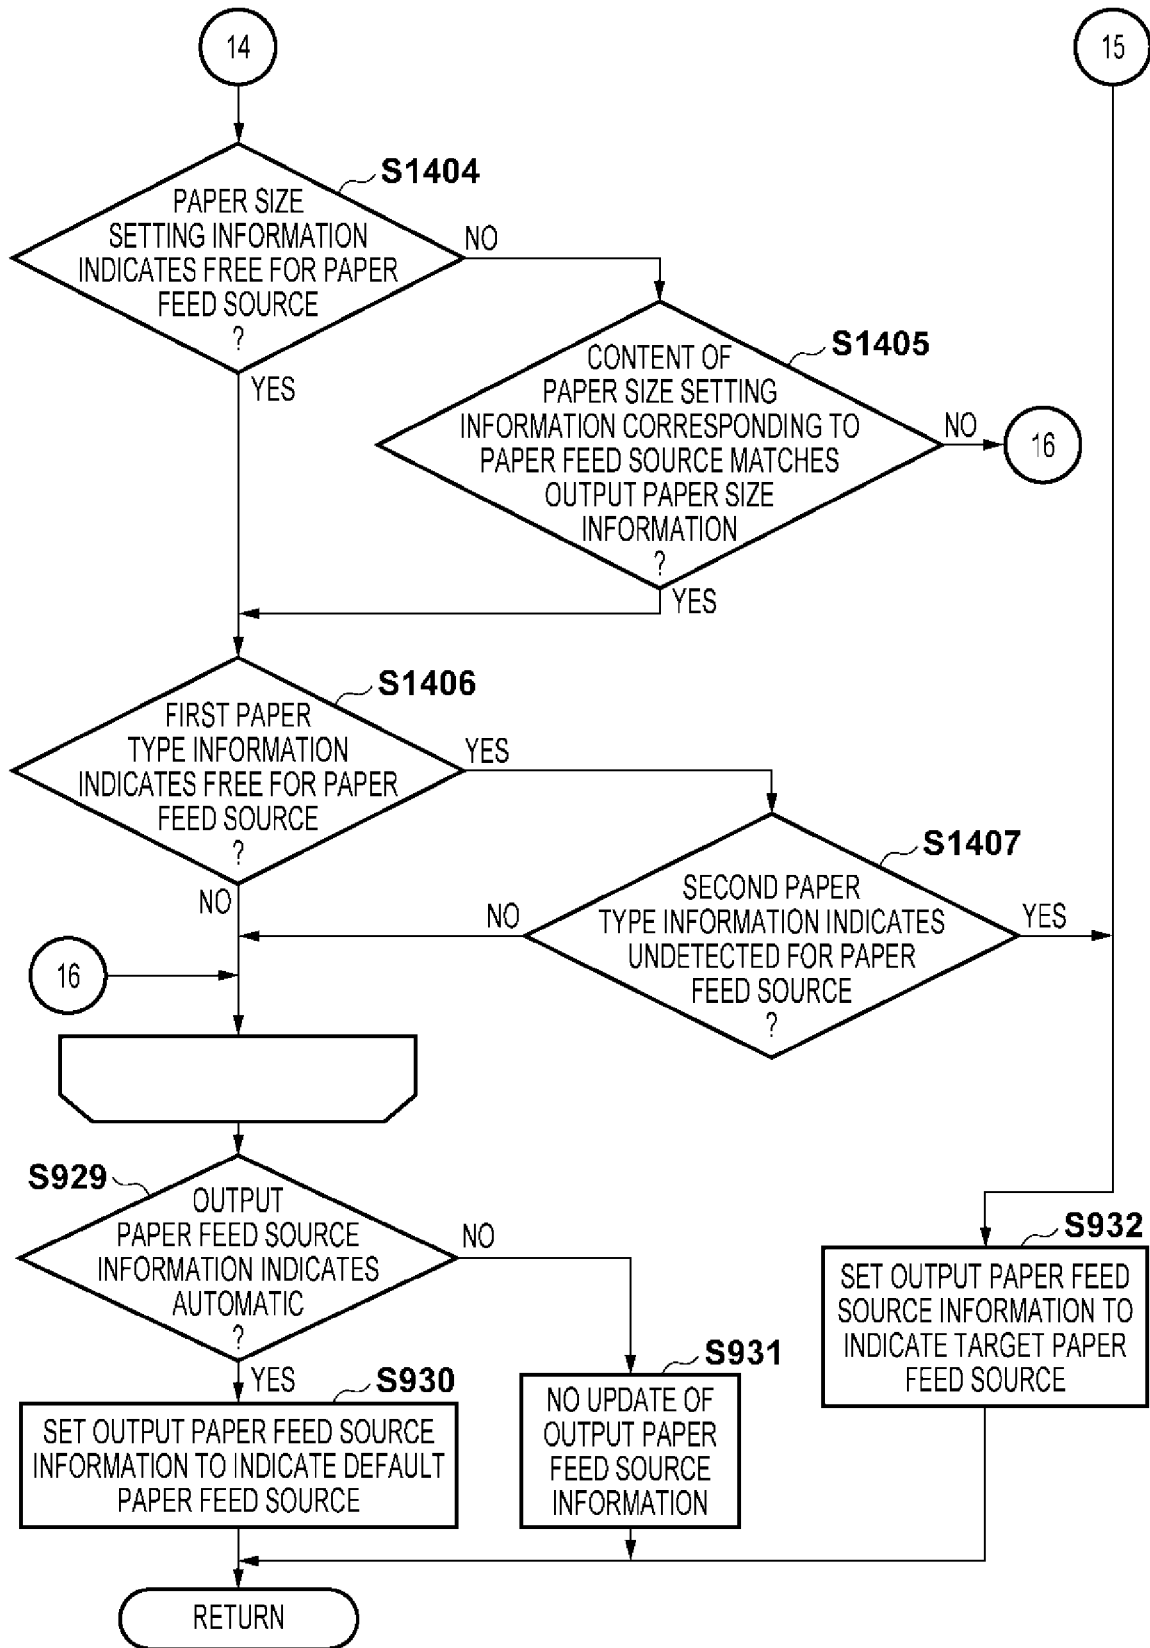 14
15
S1404
PAPER SIZE
SETTING INFORMATION
INDICATES FREE FOR PAPER
FEED SOURCE
?
NO
YES
S1405
CONTENT OF
PAPER SIZE SETTING
INFORMATION CORRESPONDING TO
PAPER FEED SOURCE MATCHES
OUTPUT PAPER SIZE
INFORMATION
?
NO
16
YES
S1406
FIRST PAPER
TYPE INFORMATION
INDICATES FREE FOR PAPER
FEED SOURCE
?
YES
NO
S1407
SECOND PAPER
TYPE INFORMATION INDICATES
UNDETECTED FOR PAPER
FEED SOURCE
?
NO
YES
16
S929
OUTPUT
PAPER FEED SOURCE
INFORMATION INDICATES
AUTOMATIC
?
NO
YES
S930
SET OUTPUT PAPER FEED SOURCE
INFORMATION TO INDICATE DEFAULT
PAPER FEED SOURCE
S931
NO UPDATE OF
OUTPUT PAPER
FEED SOURCE
INFORMATION
S932
SET OUTPUT PAPER FEED
SOURCE INFORMATION TO
INDICATE TARGET PAPER
FEED SOURCE
RETURN